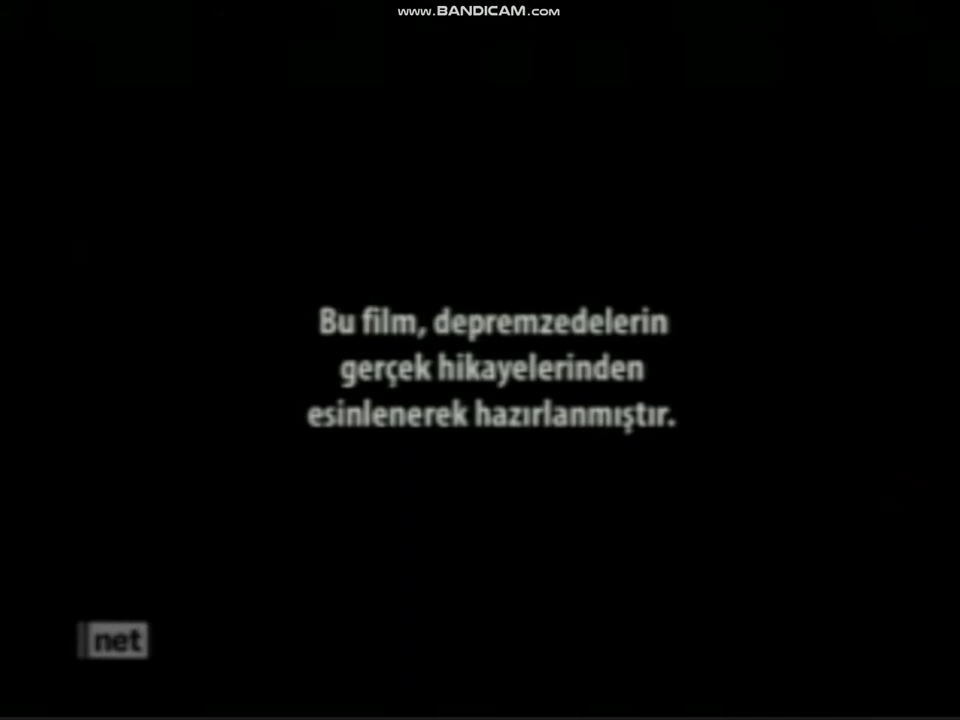 www.BANDICAM.com
Bu film, depremzedelerin
gerçek hikayelerinden
esinlenerek hazırlanmıştır.
net